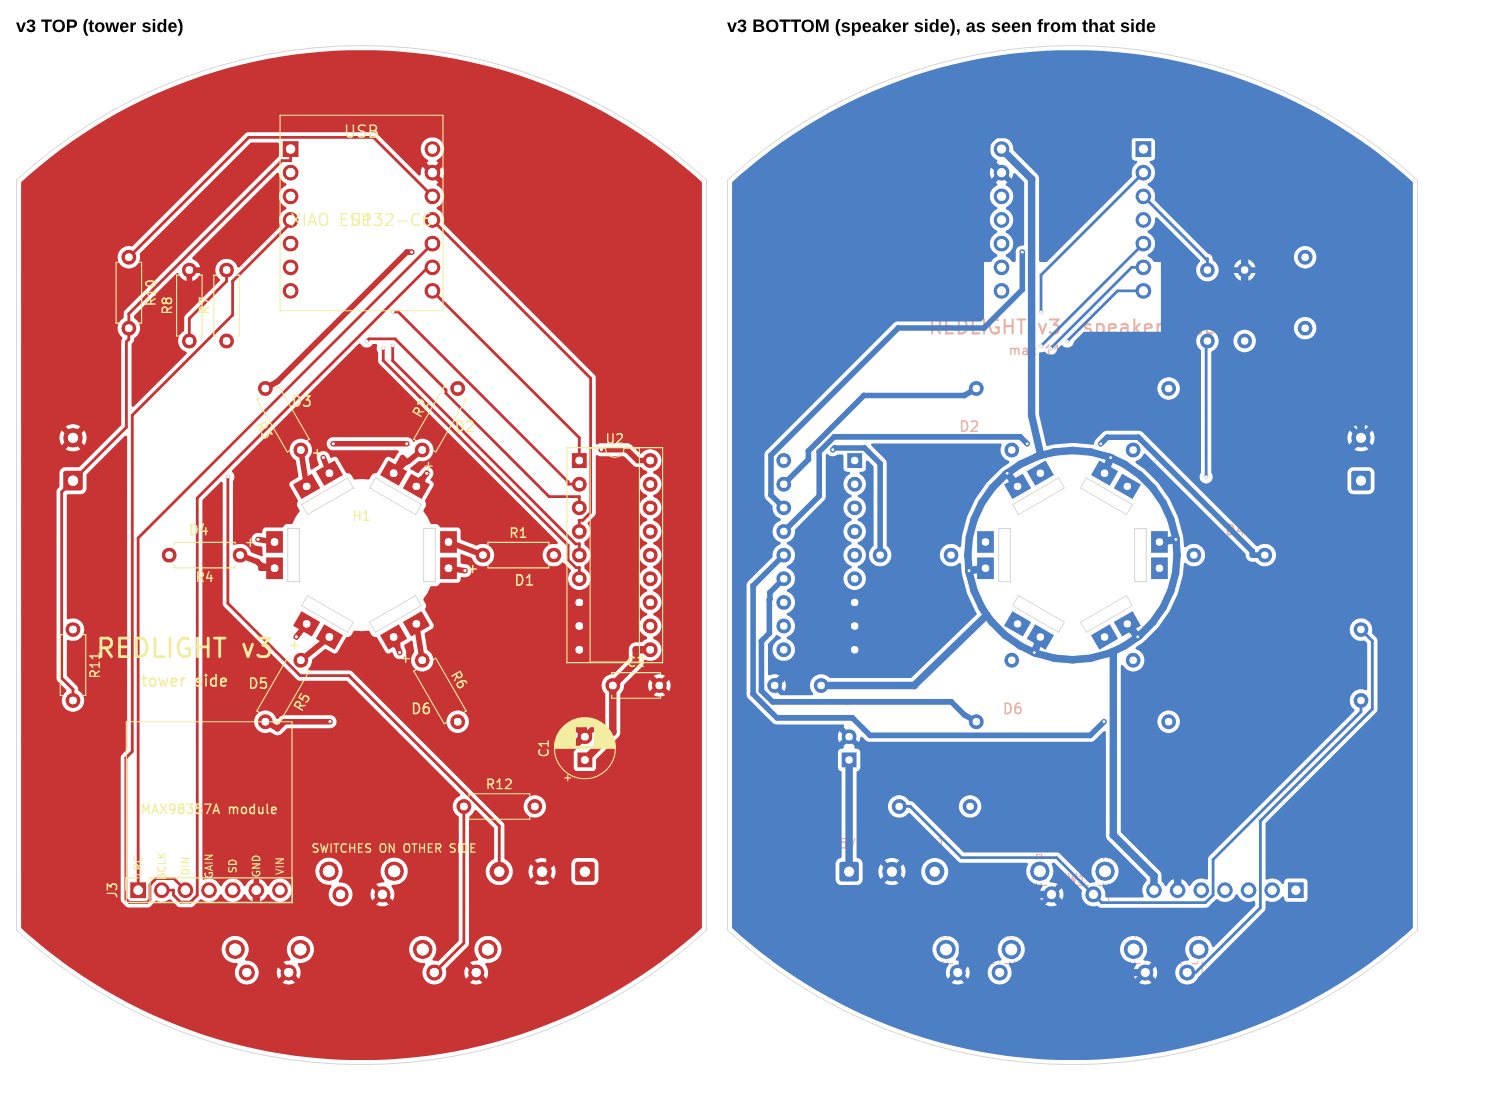 v3 TOP (tower side)
v3 BOTTOM (speaker side), as seen from that side
USB
R10
R8
R7
REDLIGHT v3
D3
R2
D2
D2
U2
H1
D4
R1
R4
D1
REDLIGHT v3
tower side
R11
D5
R5
R6
D6
D6
C1
R12
MAX98357A module
SWITCHES ON OTHER SIDE
BCLK
DIN
GAIN
SD
GND
VIN
J3